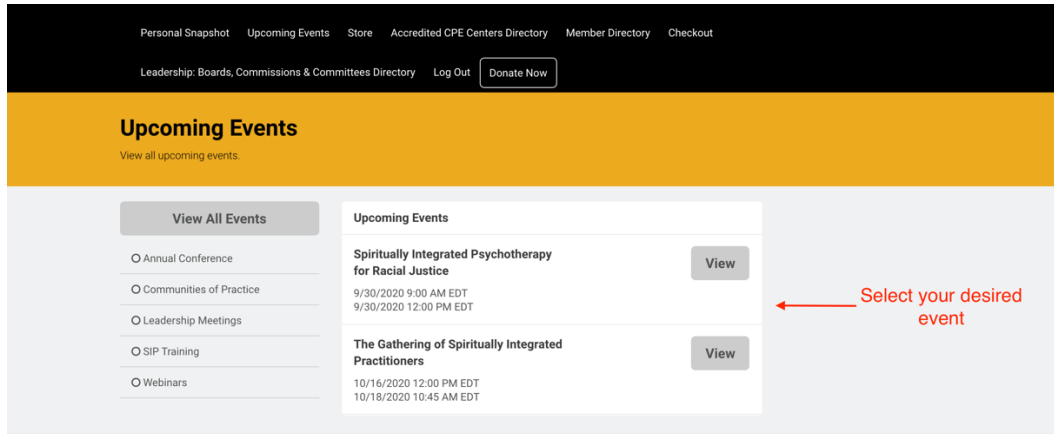 Personal Snapshot Upcoming Events Store Accredited CPE Centers Directory Member Directory Checkout
Leadership: Boards, Commissions & Committees Directory Log Out Donate Now
Upcoming Events
View all upcoming events.
View All Events
Annual Conference
Communities of Practice
Leadership Meetings
SIP Training
Webinars
Upcoming Events
Spiritually Integrated Psychotherapy
for Racial Justice
View
9/30/2020 9:00 AM EDT
9/30/2020 12:00 PM EDT
The Gathering of Spiritually Integrated
Practitioners
View
10/16/2020 12:00 PM EDT
10/18/2020 10:45 AM EDT
Select your desired
event